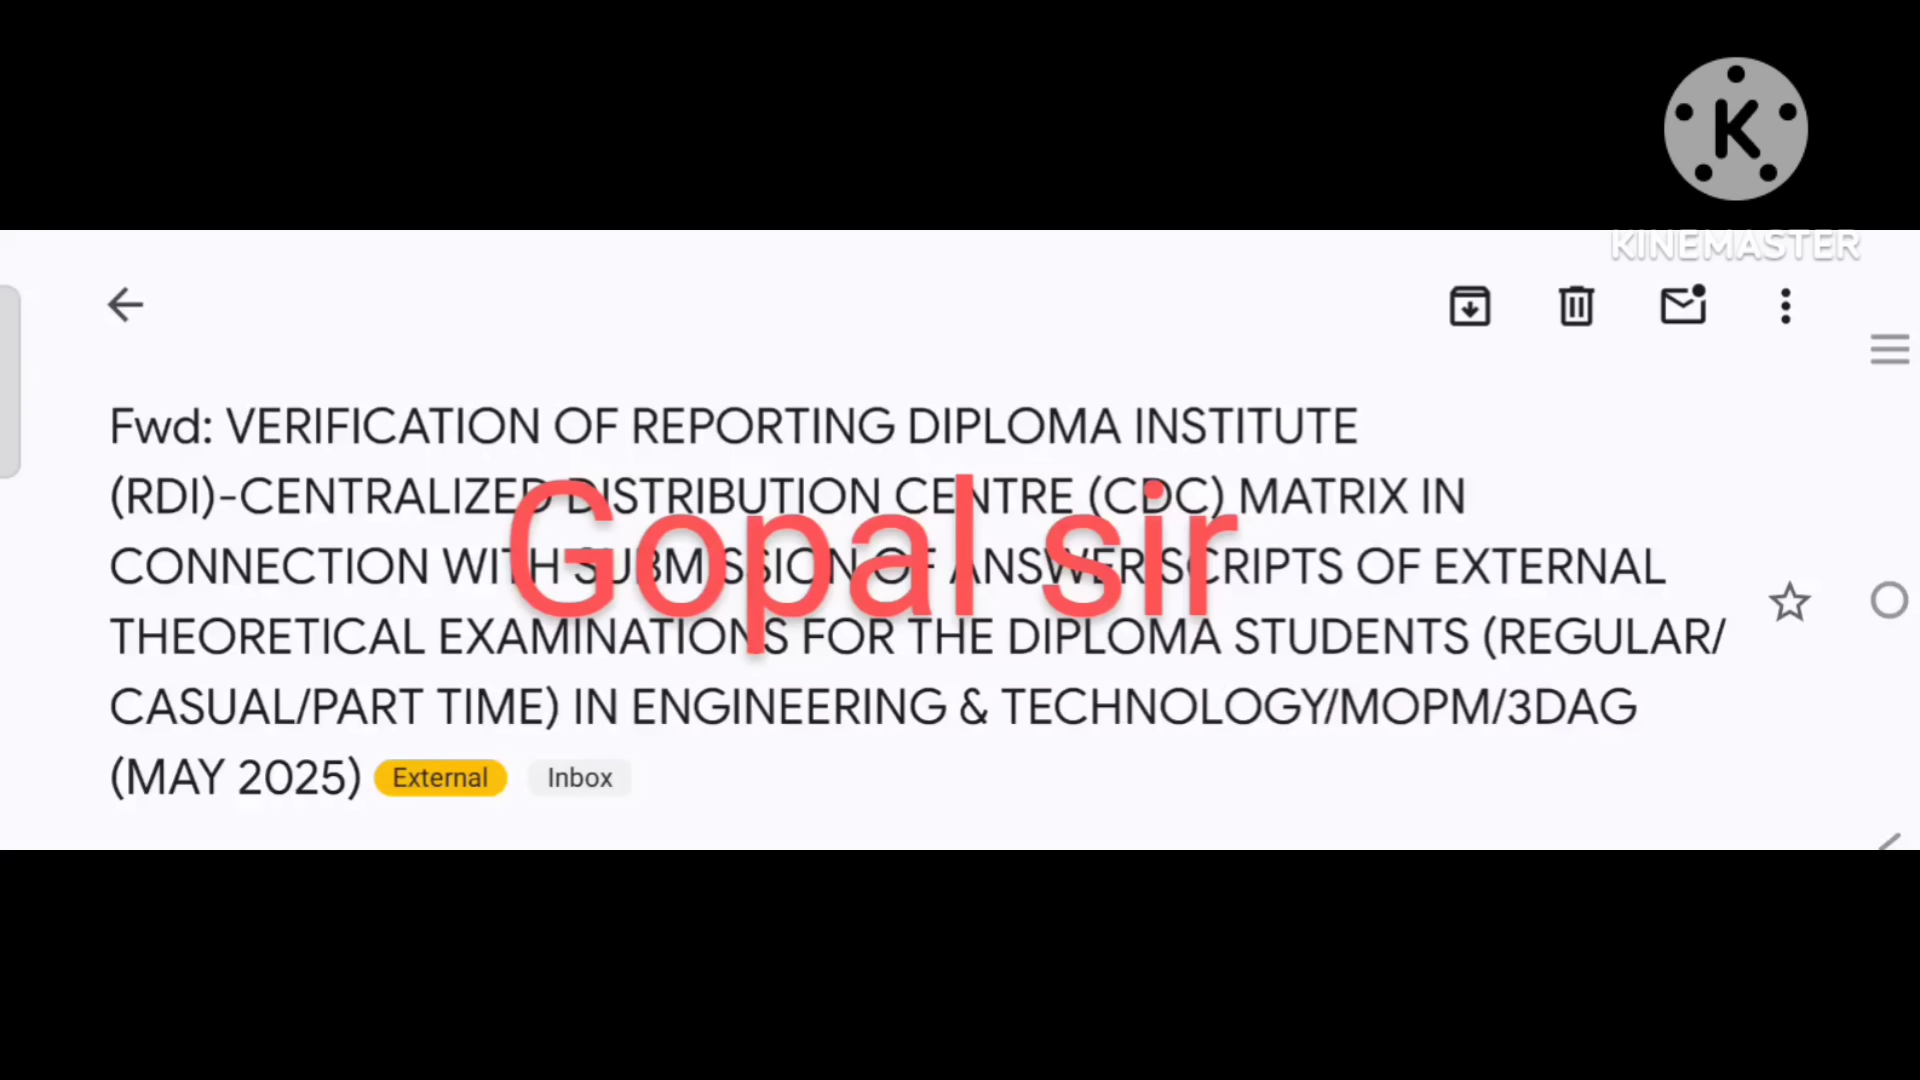 K
KINEMASTER
Fwd: VERIFICATION OF REPORTING DIPLOMA INSTITUTE
(RDI)-CENTRALIZED DISTRIBUTION CENTRE (CDC) MATRIX IN
CONNECTION WITH SUBMISSION OF ANSWER SCRIPTS OF EXTERNAL
THEORETICAL EXAMINATIONS FOR THE DIPLOMA STUDENTS (REGULAR/
CASUAL/PART TIME) IN ENGINEERING & TECHNOLOGY/MOPM/3DAG
(MAY 2025) External Inbox
Gopal sir